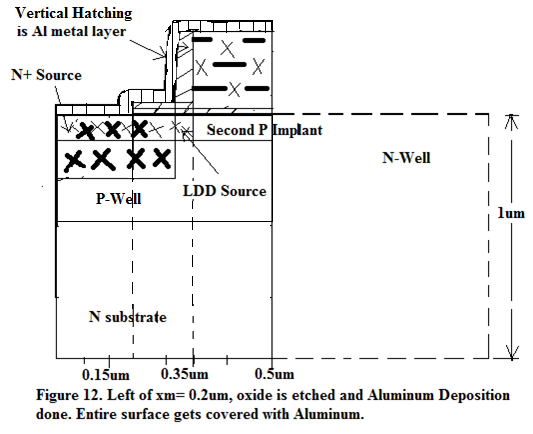 Vertical Hatching
is Al metal layer
N+ Source
Second P Implant
N-Well
LDD Source
P-Well
1um
N substrate
0.15um 0.35um 0.5um
Figure 12. Left of xm= 0.2um, oxide is etched and Aluminum Deposition
done. Entire surface gets covered with Aluminum.